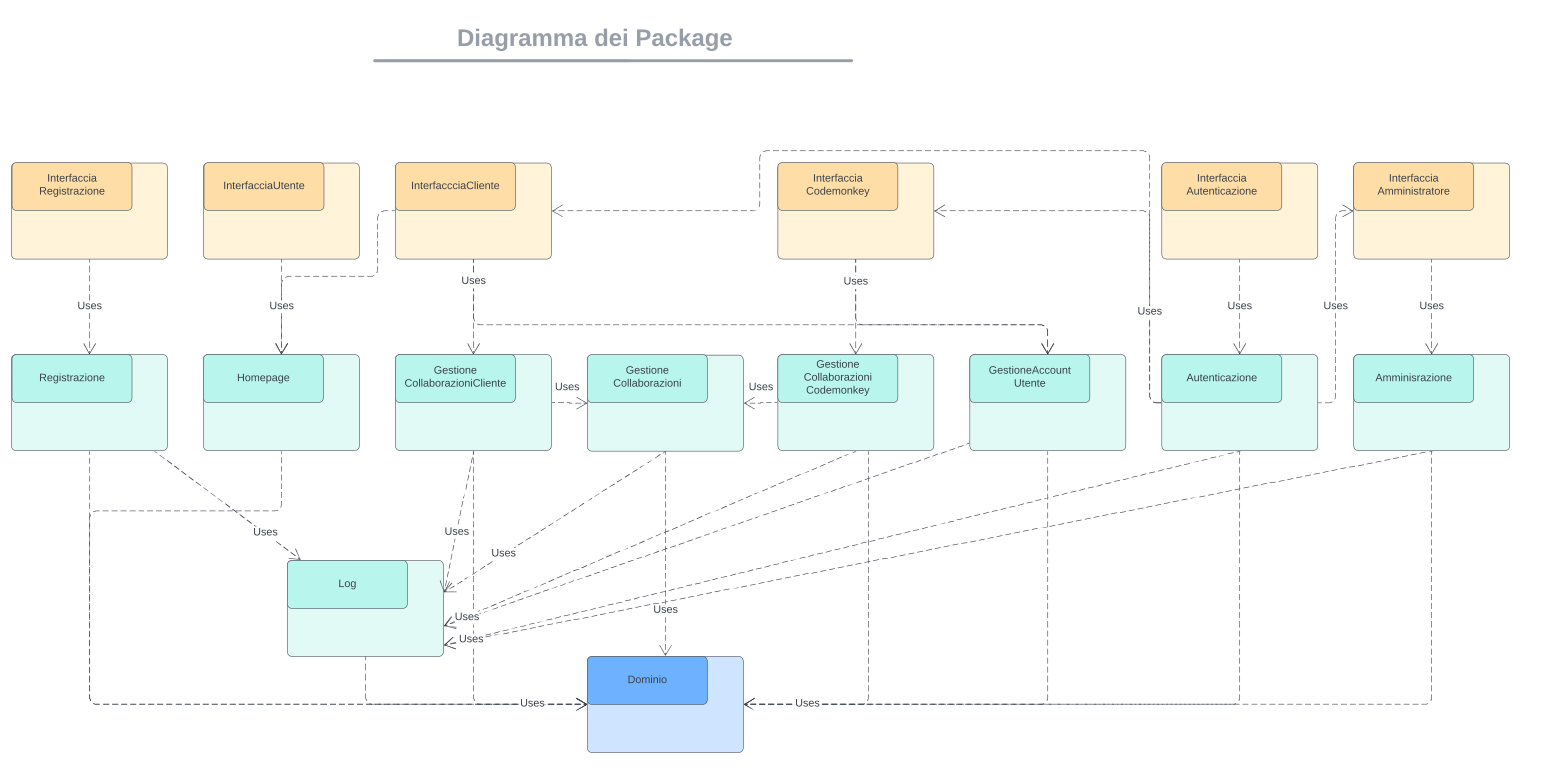 Diagramma dei Package
Interfaccia
Registrazione
InterfacciaUtente
InterfaccciaCliente
Interfaccia
Codemonkey
Interfaccia
Autenticazione
Interfaccia
Amministratore
Uses
Uses
Uses
Uses
Uses
Uses
Uses
Uses
Registrazione
Homepage
Gestione
CollaborazioniCliente
Uses
Gestione
Collaborazioni
Uses
Gestione
Collaborazioni
Codemonkey
GestioneAccount
Utente
Autenticazione
Amminisrazione
Uses
Uses
Uses
Log
Uses
Uses
Uses
Dominio
Uses
Uses